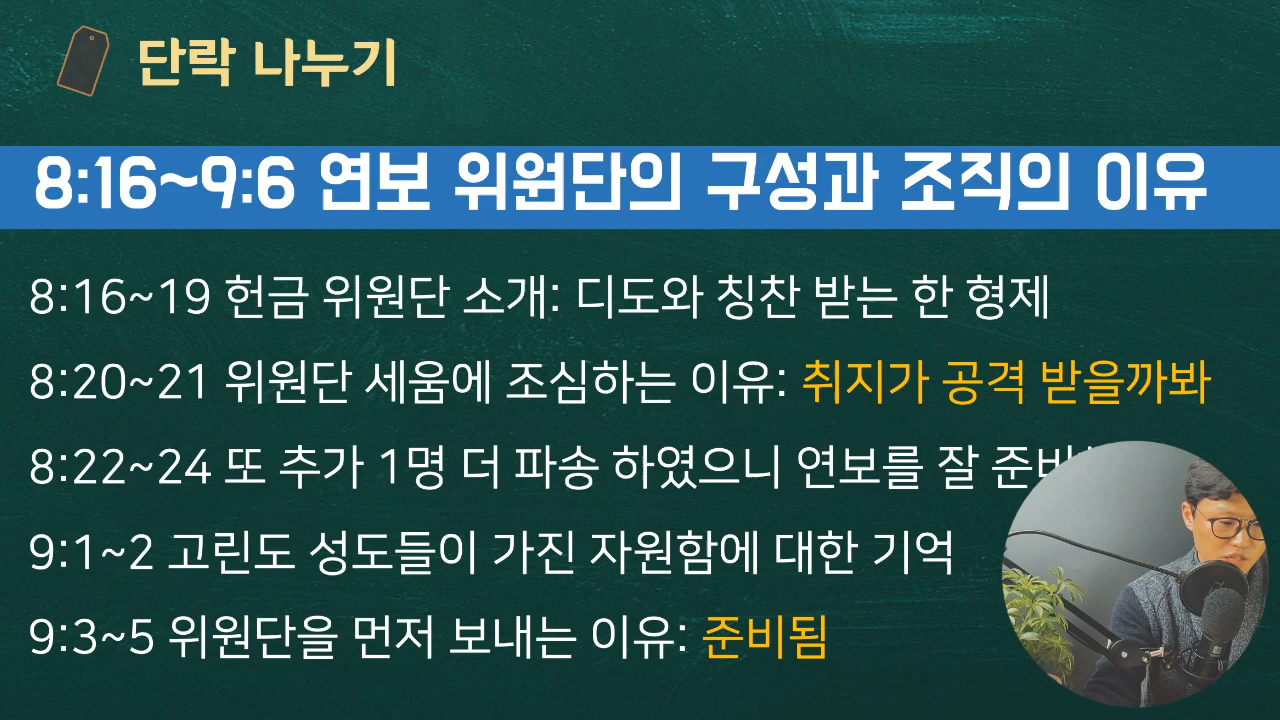 단락 나누기
8:16~9:6 연보 위원단의 구성과 조직의 이유
8:16~19 헌금 위원단 소개: 디도와 칭찬 받는 한 형제
8:20~21 위원단 세움에 조심하는 이유: 취지가 공격 받을까봐
8:22~24 또 추가 1명 더 파송 하였으니 연보를 잘
9:1~2 고린도 성도들이 가진 자원함에 대한 기억
9:3~5 위원단을 먼저 보내는 이유: 준비됨